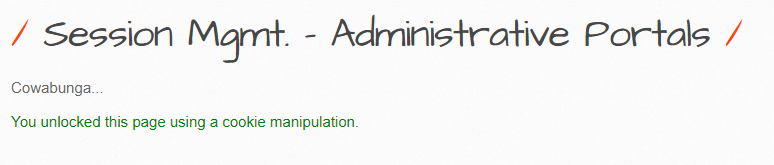 / Session Mgmt. - Administrative Portals /
Cowabunga...
You unlocked this page using a cookie manipulation.